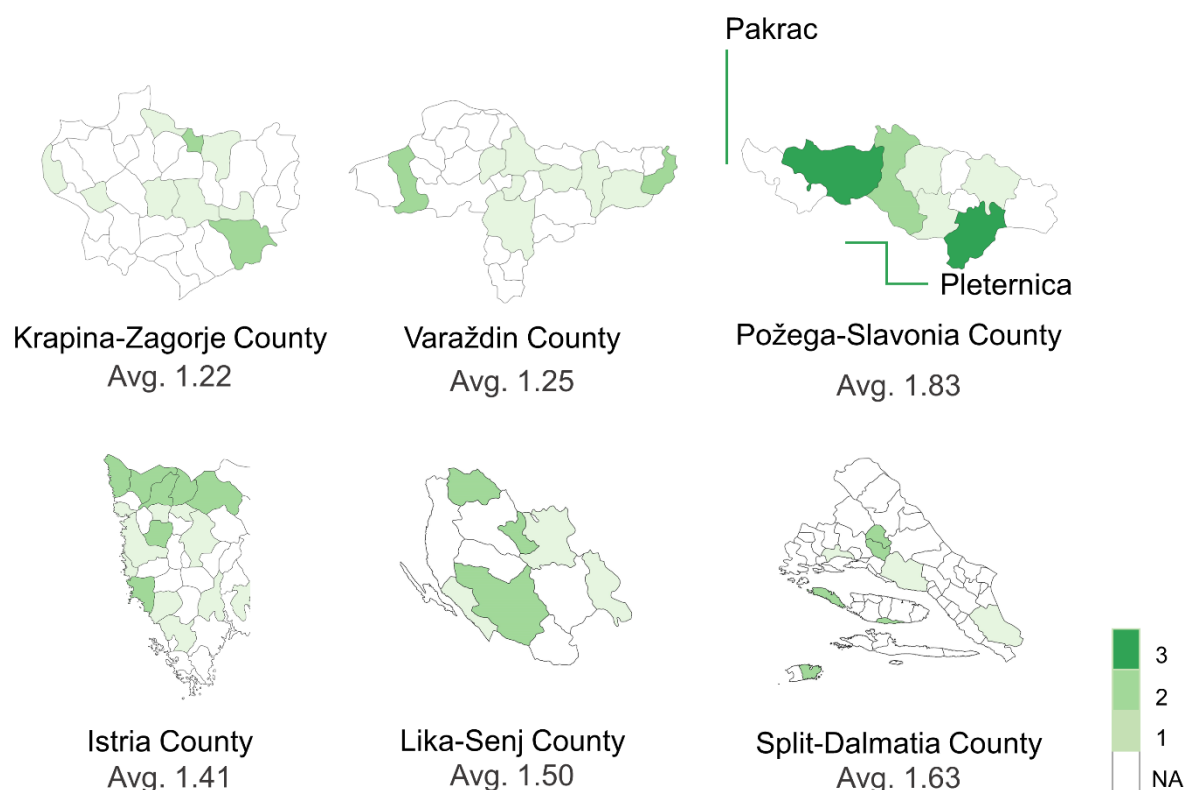 Pakrac
Pleternica
Krapina-Zagorje County
Avg. 1.22
Varaždin County
Avg. 1.25
Požega-Slavonia County
Avg. 1.83
Istria County
Avg. 1.41
Lika-Senj County
Avg. 1.50
Split-Dalmatia County
Avg. 1.63
3
2
1
NA